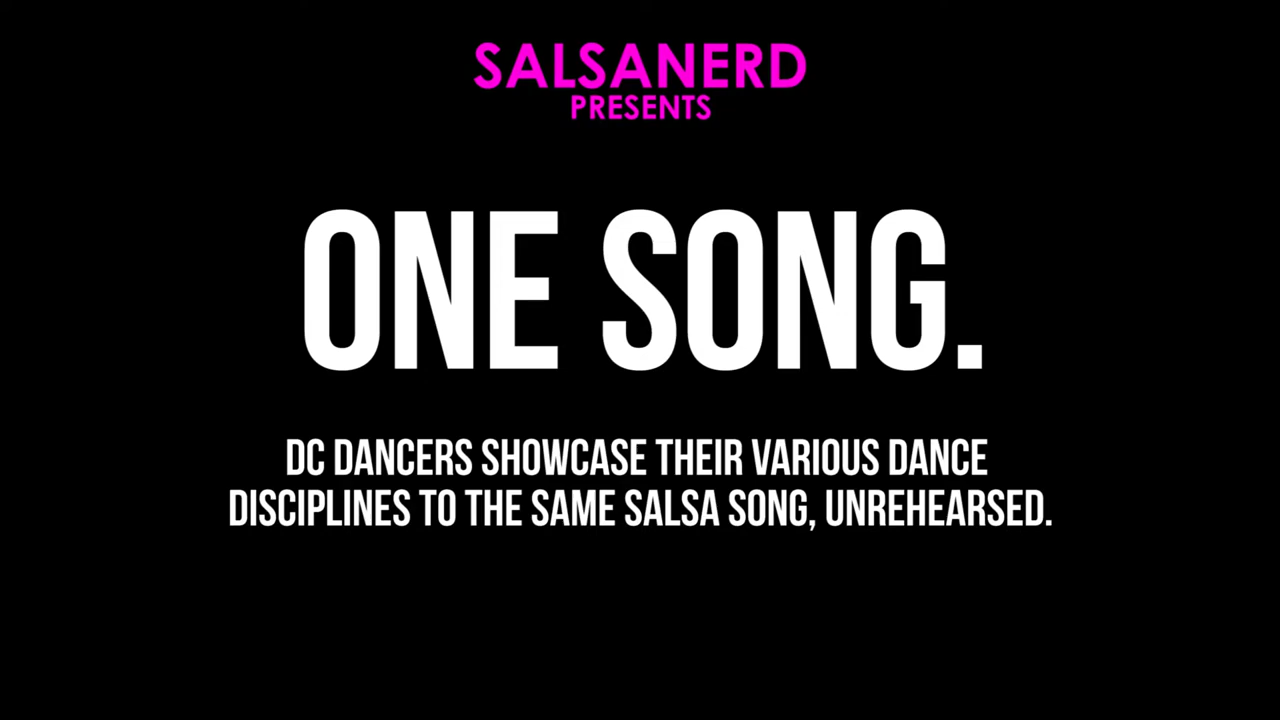 SALSANERD
PRESENTS
ONE SONG.
DC DANCERS SHOWCASE THEIR VARIOUS DANCE
DISCIPLINES TO THE SAME SALSA SONG, UNREHEARSED.